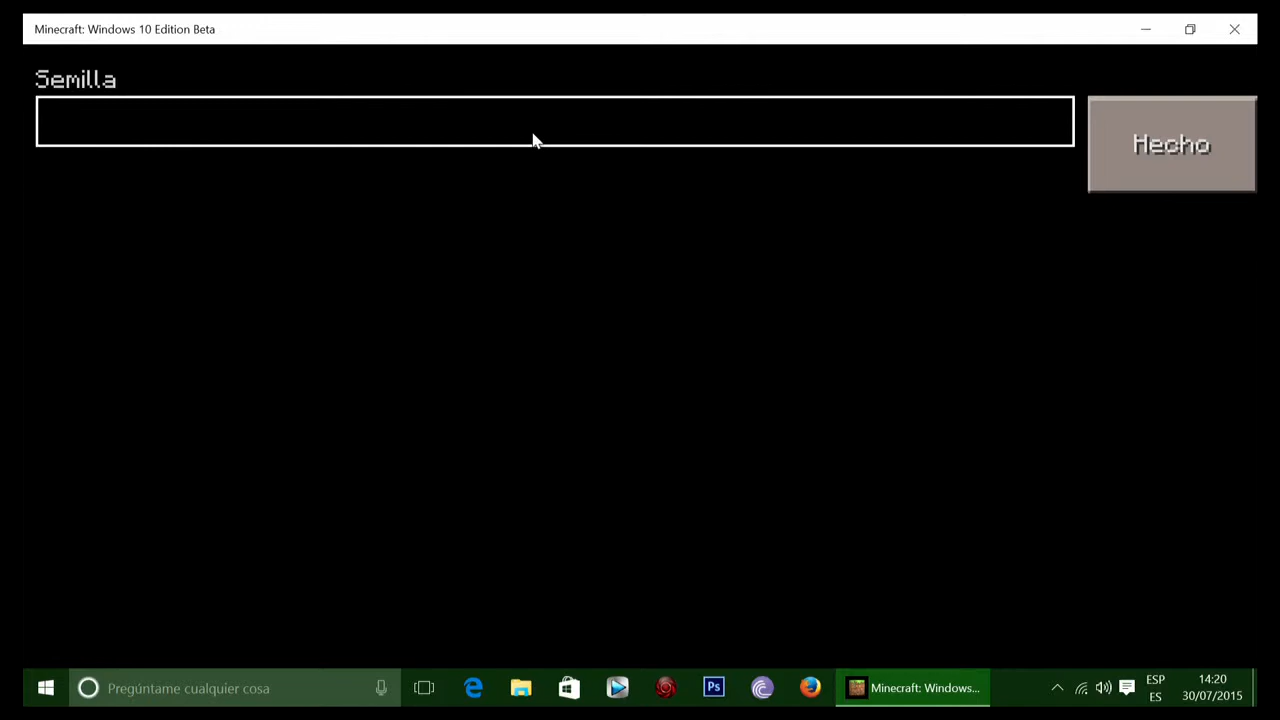 Minecraft: Windows 10 Edition Beta
Semilla
Hecho
Pregúntame cualquier cosa
Ps
Minecraft: Windows...
ESP
ES
14:20
30/07/2015